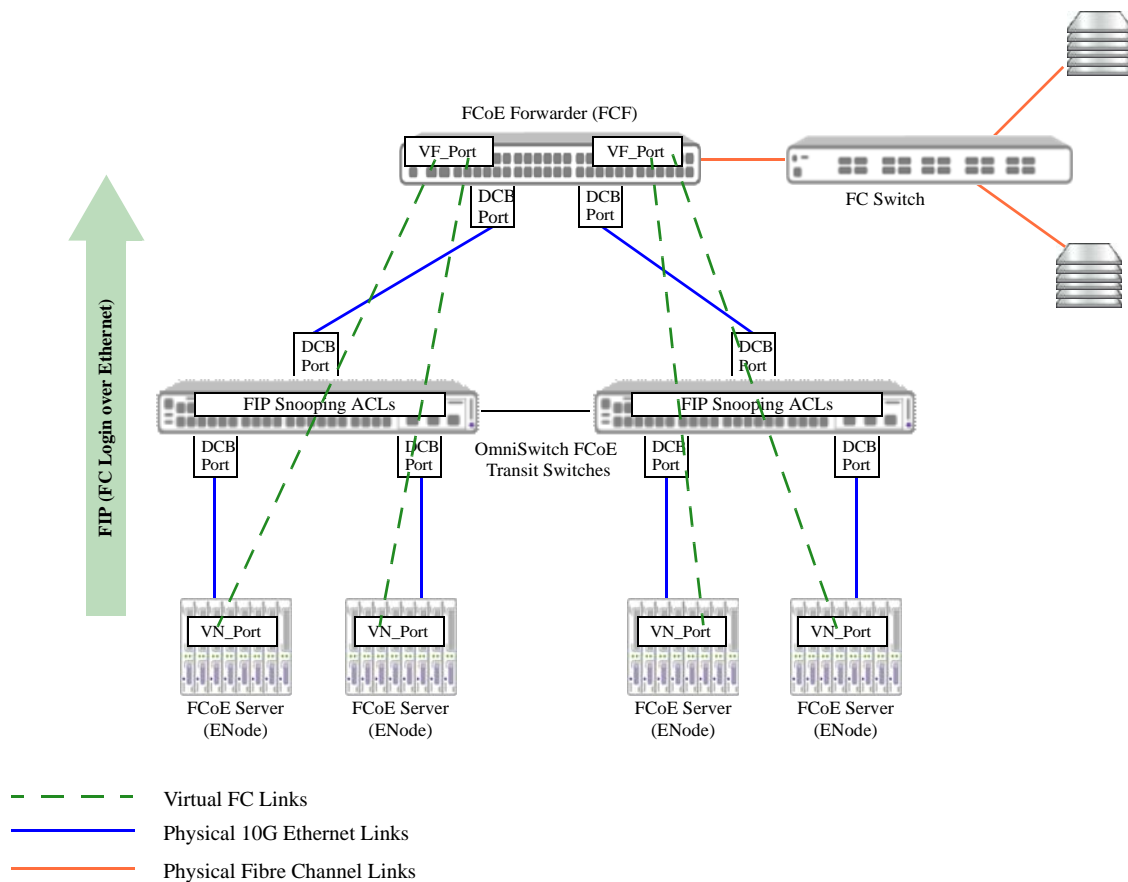 FCoE Forwarder (FCF)
VF_Port
VF_Port
DCB
Port
DCB
Port
FC Switch
FIP (FC Login over Ethernet)
DCB
Port
DCB
Port
FIP Snooping ACLs
FIP Snooping ACLs
DCB
Port
DCB
Port
OmniSwitch FCoE
Transit Switches
DCB
Port
DCB
Port
VN_Port
VN_Port
VN_Port
VN_Port
FCoE Server
(ENode)
FCoE Server
(ENode)
FCoE Server
(ENode)
FCoE Server
(ENode)
Virtual FC Links
Physical 10G Ethernet Links
Physical Fibre Channel Links